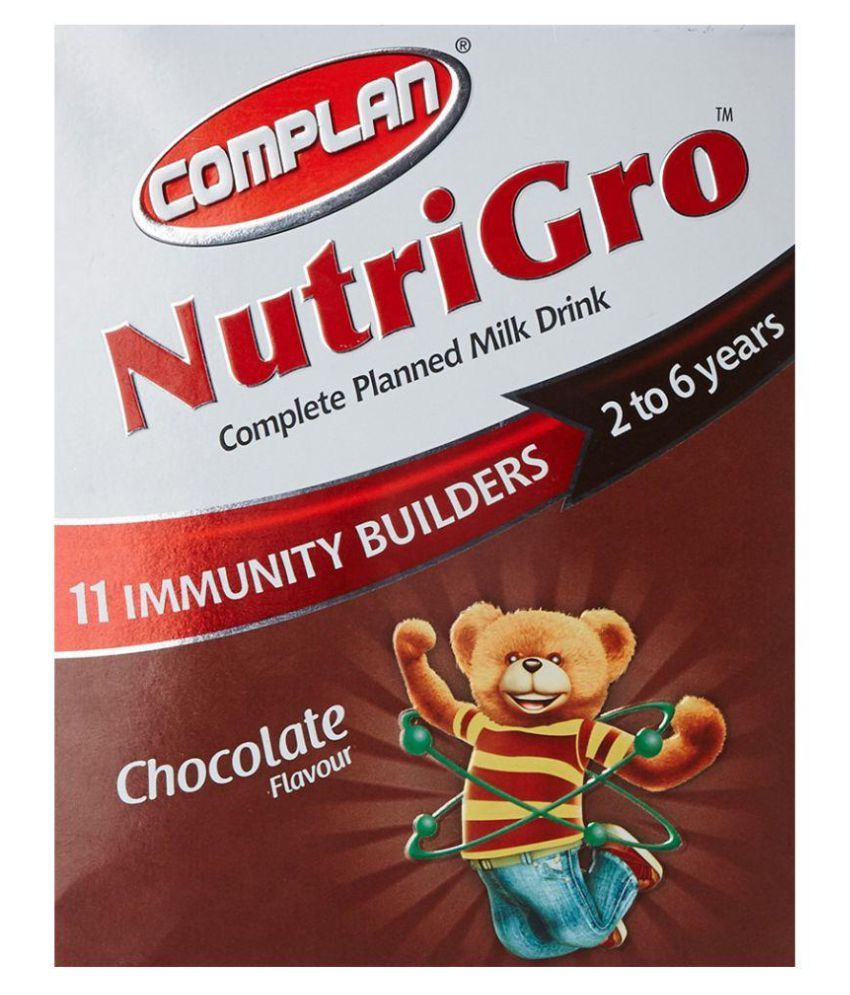 COMPLAN®
NutriGro™
Complete Planned Milk Drink
2 to 6 years
11 IMMUNITY BUILDERS
Chocolate
Flavour